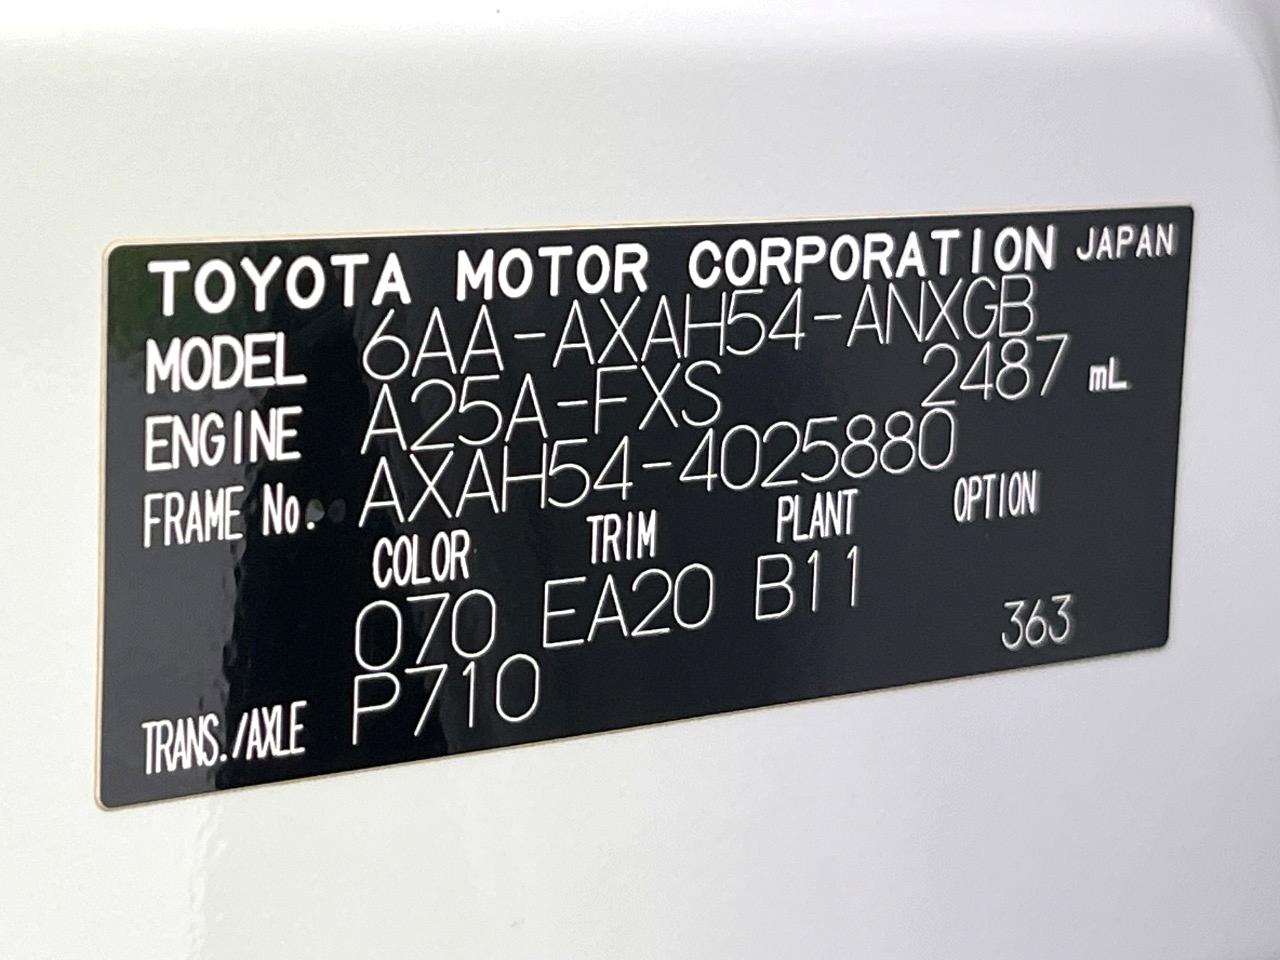 TOYOTA MOTOR CORPORATION JAPAN
MODEL 6AA-AXAH54-ANXGB
ENGINE A25A-FXS 2487 mL
FRAME No. AXAH54-4025880
COLOR TRIM PLANT OPTION
070 EA20 B11
TRANS./AXLE P710 363